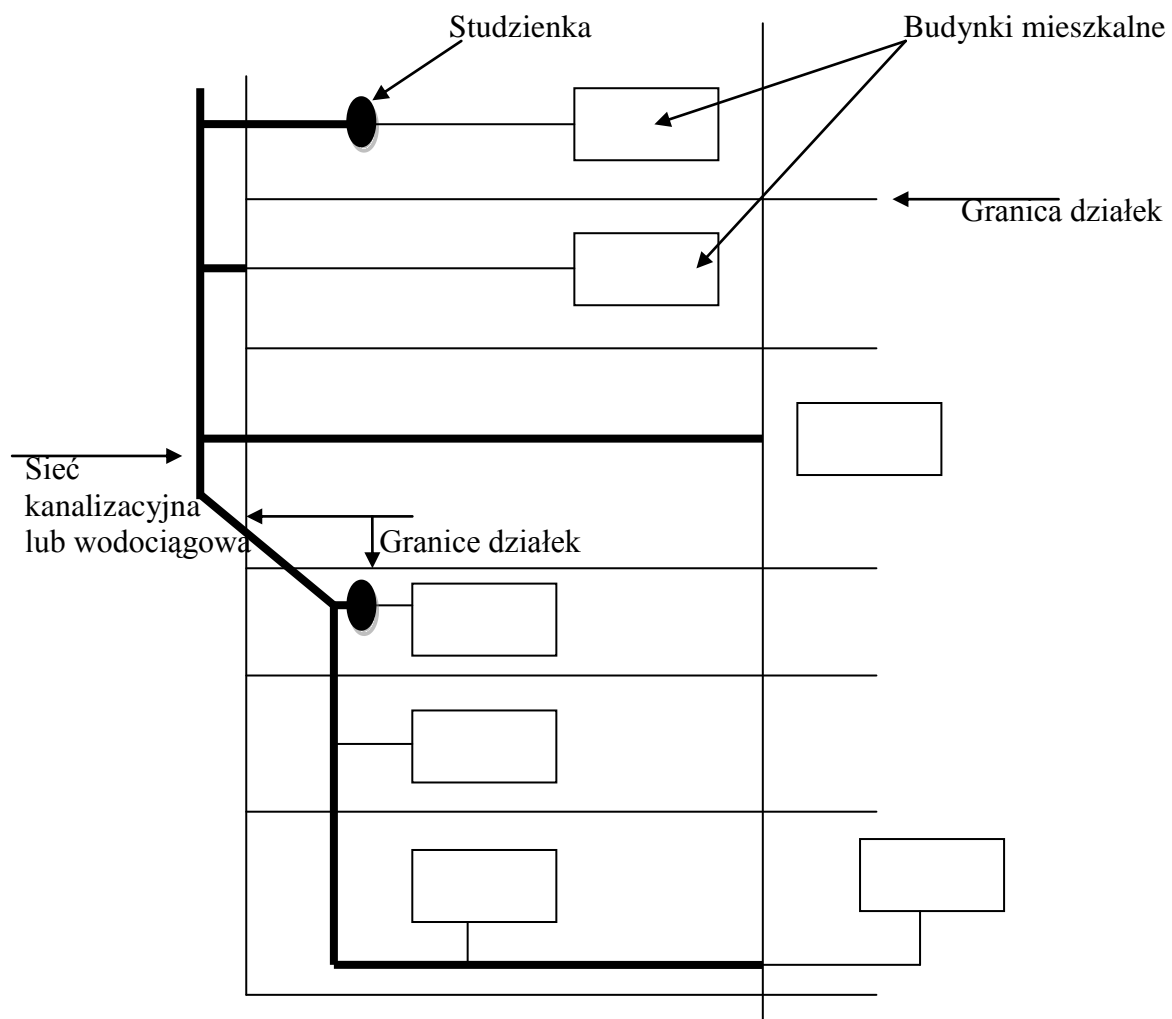 Studzienka
Budynki mieszkalne
Granica działek
Sieć
kanalizacyjna
lub wodociągowa
Granice działek